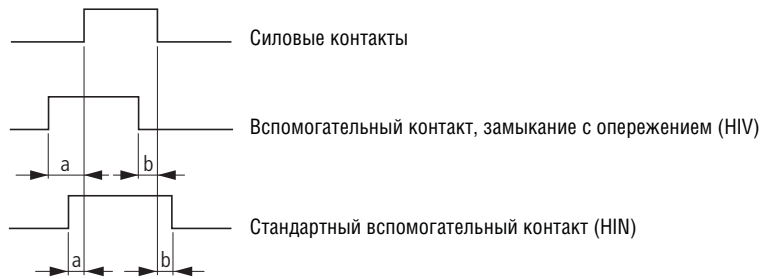 Силовые контакты
Вспомогательный контакт, замыкание с опережением (HIV)
a b
Стандартный вспомогательный контакт (HIN)
a b